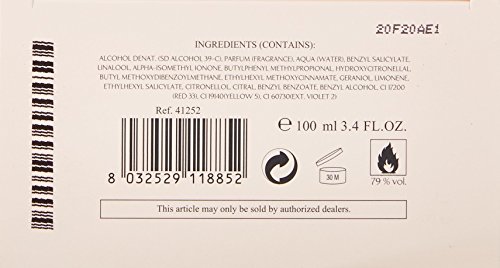 20F20AE1
INGREDIENTS (CONTAINS):
ALCOHOL DENAT. (SD ALCOHOL 39-C), PARFUM (FRAGRANCE), AQUA (WATER), BENZYL SALICYLATE,
LINALOOL, ALPHA-ISOMETHYL IONONE, BUTYLPHENYL METHYLPROPIONAL, HYDROXYCITRONELLAL,
BUTYL METHOXYDIBENZOYLMETHANE, ETHYLHEXYL METHOXYCINNAMATE, GERANIOL, LIMONENE,
ETHYLHEXYL SALICYLATE, CITRONELLOL, CITRAL, BENZYL BENZOATE, BENZYL ALCOHOL, CI 17200
(RED 33), CI 19140(YELLOW 5), CI 60730(EXT. VIOLET 2)
Ref. 41252
℮ 100 ml 3.4 FL.OZ.
8 032529 118852
30 M
79 % vol.
This article may only be sold by authorized dealers.